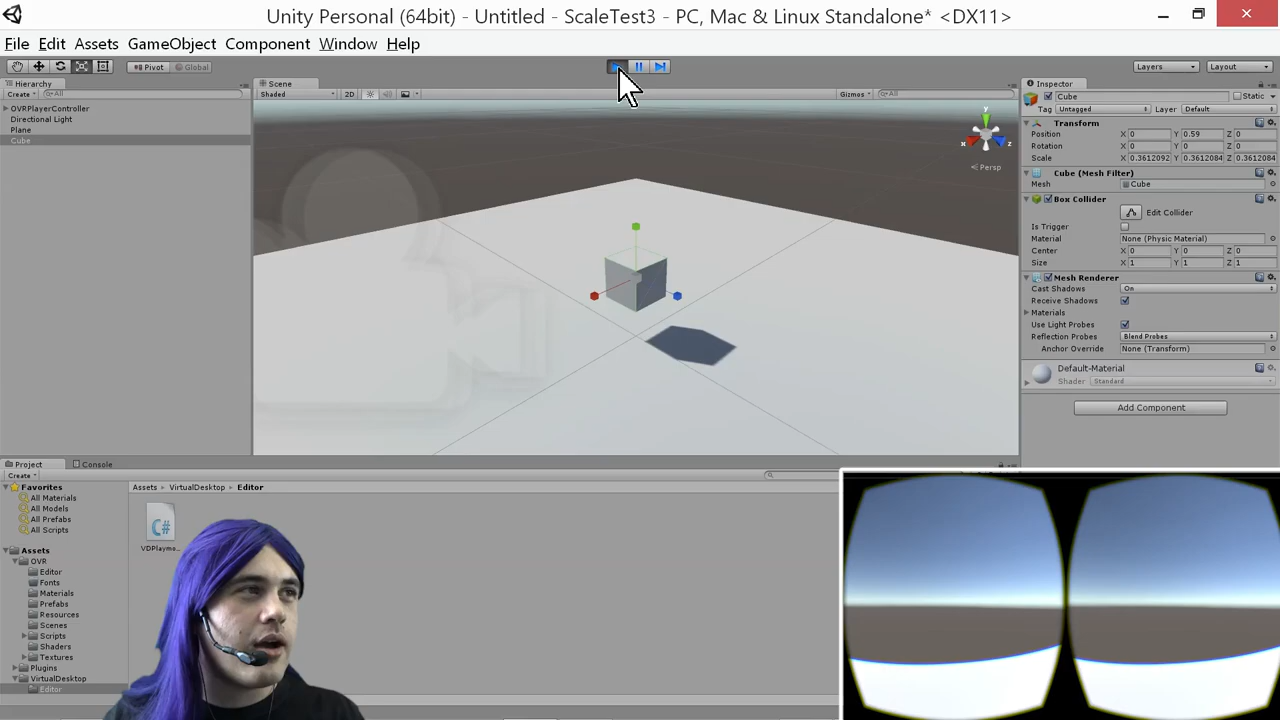 Unity Personal (64bit) - Untitled - ScaleTest3 - PC, Mac & Linux Standalone* <DX11>
File Edit Assets GameObject Component Window Help
Pivot Global Layers Layout
Hierarchy Scene Inspector
Create All Shaded 2D Gizmos All Cube Static
OVRPlayerController Tag Untagged Layer Default
Directional Light
Plane
Cube
y
x z
Persp
Transform
Position X 0 Y 0.59 Z 0
Rotation X 0 Y 0 Z 0
Scale X 0.3612092 Y 0.3612084 Z 0.3612084
Cube (Mesh Filter)
Mesh Cube
Box Collider
Edit Collider
Is Trigger
Material None (Physic Material)
Center X 0 Y 0 Z 0
Size X 1 Y 1 Z 1
Mesh Renderer
Cast Shadows On
Receive Shadows
Materials
Use Light Probes
Reflection Probes Blend Probes
Anchor Override None (Transform)
Default-Material
Shader Standard
Add Component
Project Console
Create
Favorites
All Materials
All Models
All Prefabs
All Scripts
Assets
OVR
Editor
Fonts
Materials
Prefabs
Resources
Scenes
Scripts
Shaders
Textures
Plugins
VirtualDesktop
Editor
Assets VirtualDesktop Editor
C#
VDPlaymo...